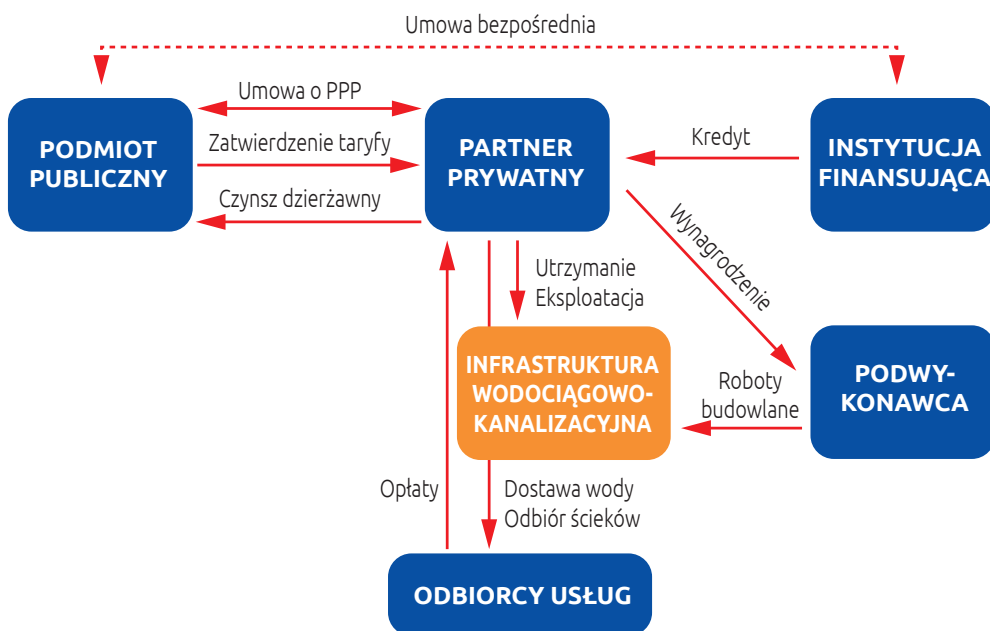 Umowa bezpośrednia
Umowa o PPP
PODMIOT
PUBLICZNY
Zatwierdzenie taryfy
Czynsz dzierżawny
PARTNER
PRYWATNY
Kredyt
INSTYTUCJA
FINANSUJĄCA
Wynagrodzenie
Utrzymanie
Eksploatacja
INFRASTRUKTURA
WODOCIĄGOWO-
KANALIZACYJNA
Roboty
budowlane
PODWY-
KONAWCA
Opłaty
Dostawa wody
Odbiór ścieków
ODBIORCY USŁUG